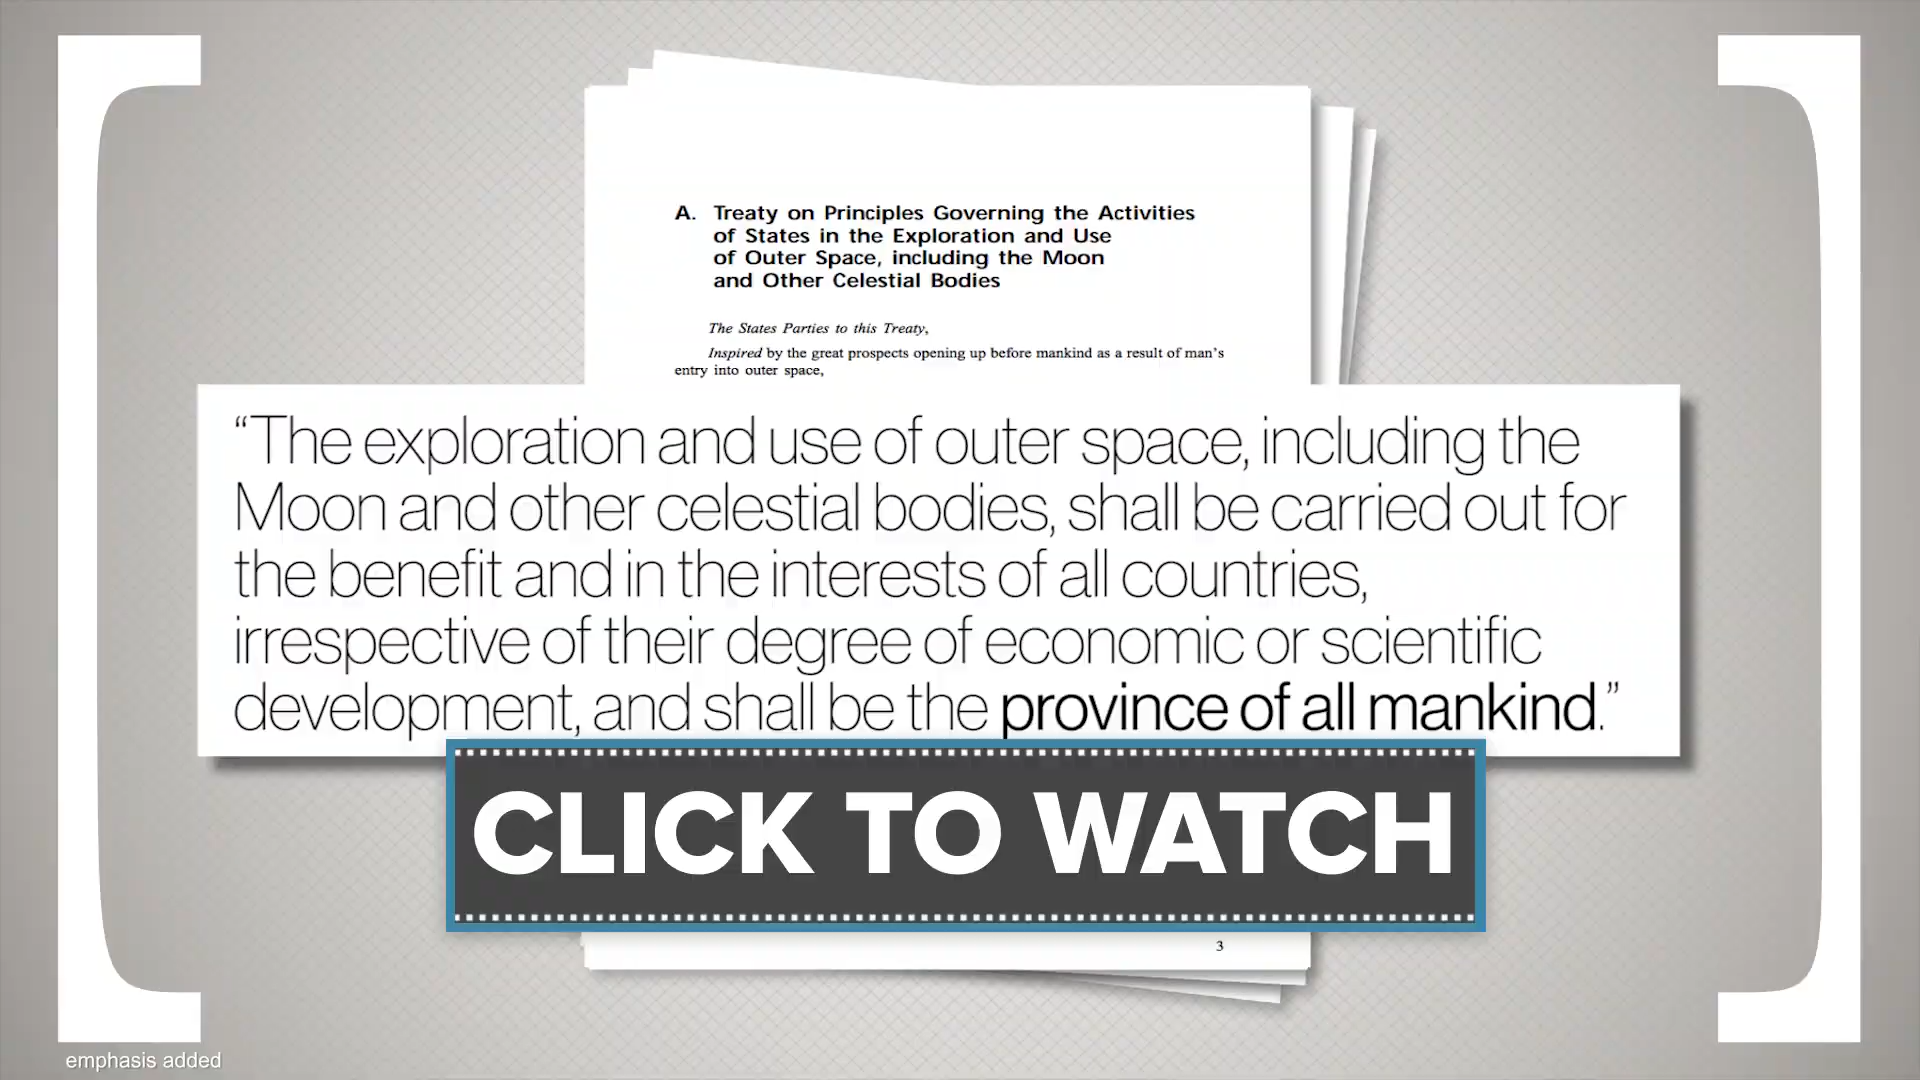 A. Treaty on Principles Governing the Activities
of States in the Exploration and Use
of Outer Space, including the Moon
and Other Celestial Bodies
The States Parties to this Treaty,
Inspired by the great prospects opening up before mankind as a result of man's
entry into outer space,
“The exploration and use of outer space, including the
Moon and other celestial bodies, shall be carried out for
the benefit and in the interests of all countries,
irrespective of their degree of economic or scientific
development, and shall be the province of all mankind.”
CLICK TO WATCH
3
emphasis added